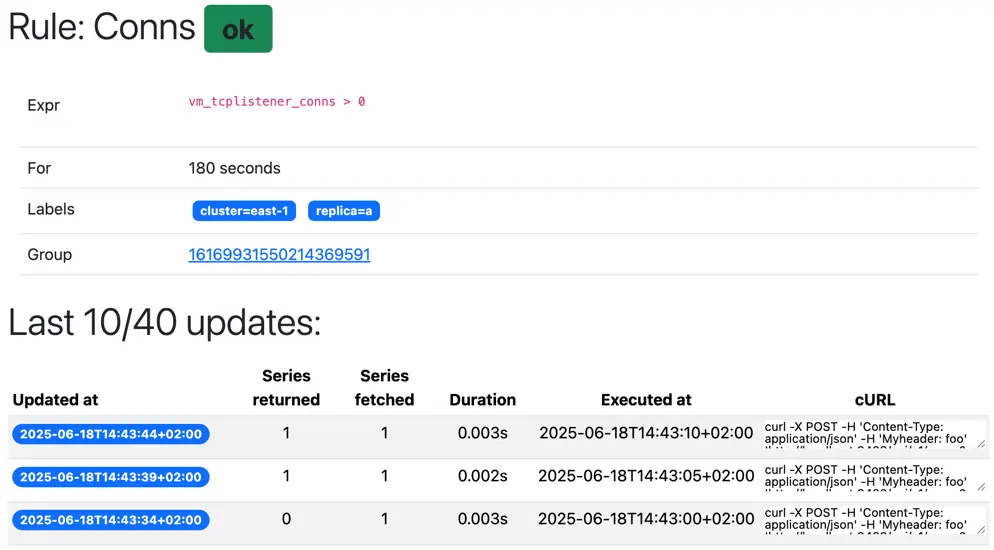 Rule: Conns ok
Expr vm_tcplistener_conns > 0
For 180 seconds
Labels cluster=east-1 replica=a
Group 16169931550214369591
Last 10/40 updates:
Updated at Series returned Series fetched Duration Executed at cURL
2025-06-18T14:43:44+02:00 1 1 0.003s 2025-06-18T14:43:10+02:00 curl -X POST -H 'Content-Type:
application/json' -H 'Myheader: foo'
2025-06-18T14:43:39+02:00 1 1 0.002s 2025-06-18T14:43:05+02:00 curl -X POST -H 'Content-Type:
application/json' -H 'Myheader: foo'
2025-06-18T14:43:34+02:00 0 1 0.003s 2025-06-18T14:43:00+02:00 curl -X POST -H 'Content-Type:
application/json' -H 'Myheader: foo'